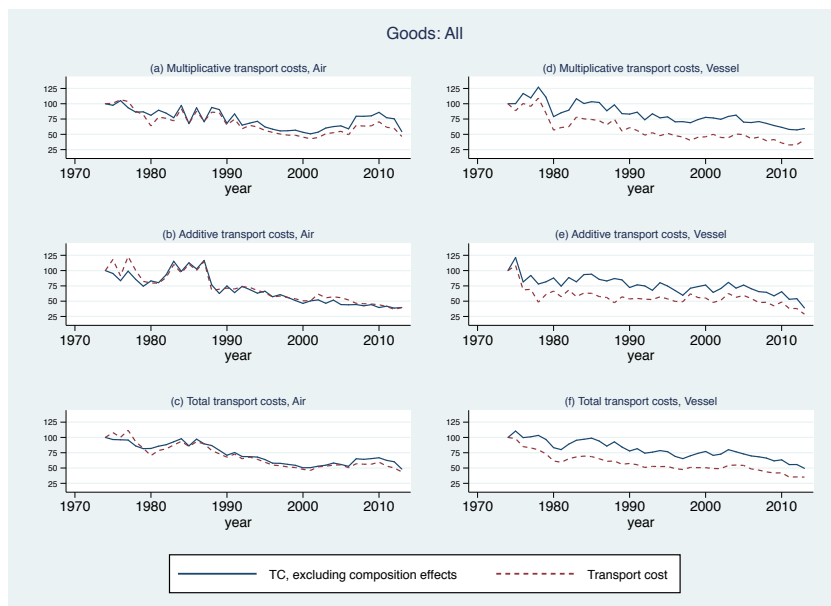 Goods: All
(a) Multiplicative transport costs, Air
125
100
75
50
25
1970 1980 1990 2000 2010
year
(d) Multiplicative transport costs, Vessel
125
100
75
50
25
1970 1980 1990 2000 2010
year
(b) Additive transport costs, Air
125
100
75
50
25
1970 1980 1990 2000 2010
year
(e) Additive transport costs, Vessel
125
100
75
50
25
1970 1980 1990 2000 2010
year
(c) Total transport costs, Air
125
100
75
50
25
1970 1980 1990 2000 2010
year
(f) Total transport costs, Vessel
125
100
75
50
25
1970 1980 1990 2000 2010
year
TC, excluding composition effects
Transport cost